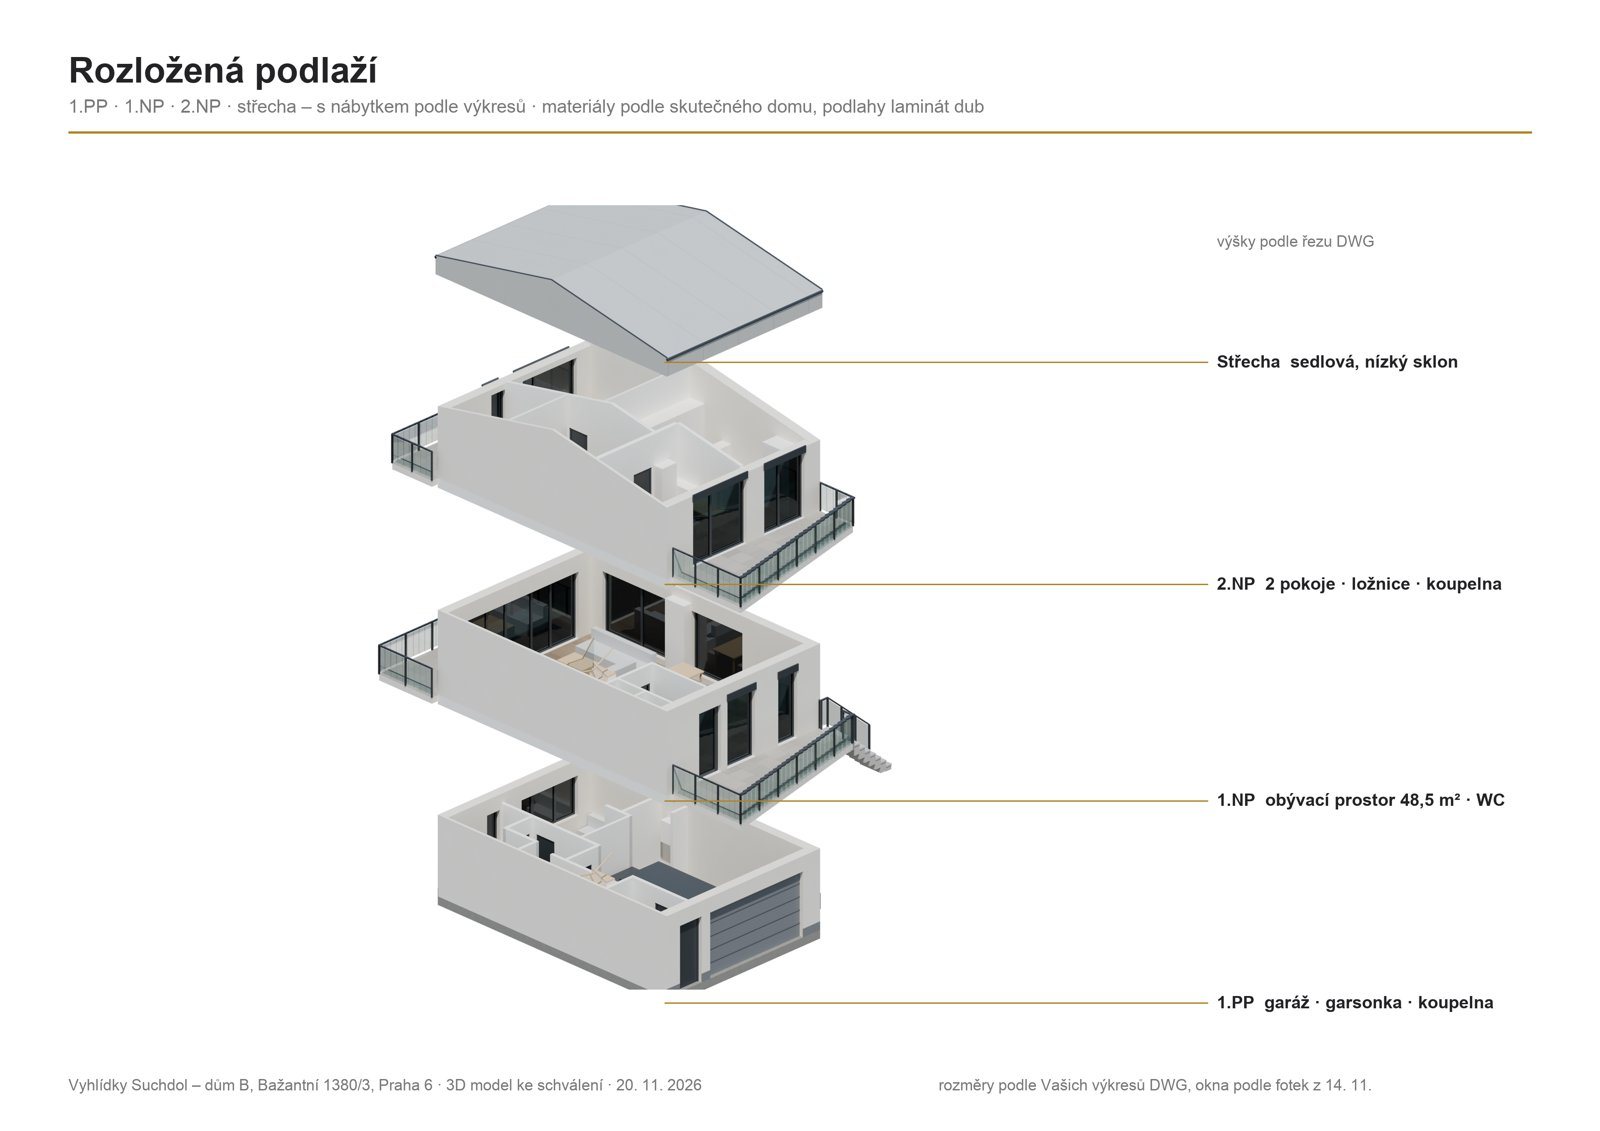 Rozložená podlaží
1.PP · 1.NP · 2.NP · střecha – s nábytkem podle výkresů · materiály podle skutečného domu, podlahy laminát dub
výšky podle řezu DWG
Střecha sedlová, nízký sklon
2.NP 2 pokoje · ložnice · koupelna
1.NP obývací prostor 48,5 m² · WC
1.PP garáž · garsonka · koupelna
Vyhlídky Suchdol – dům B, Bažantní 1380/3, Praha 6 · 3D model ke schválení · 20. 11. 2026
rozměry podle Vašich výkresů DWG, okna podle fotek z 14. 11.